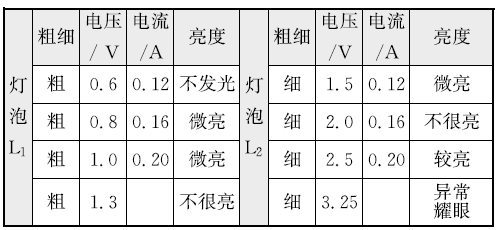 灯泡L₁ 粗细 电压/ V 电流/A 亮度 灯泡L₂ 粗细 电压/V 电流/A 亮度
粗 0.6 0.12 不发光 细 1.5 0.12 微亮
粗 0.8 0.16 微亮 细 2.0 0.16 不很亮
粗 1.0 0.20 微亮 细 2.5 0.20 较亮
粗 1.3 不很亮 细 3.25 异常耀眼